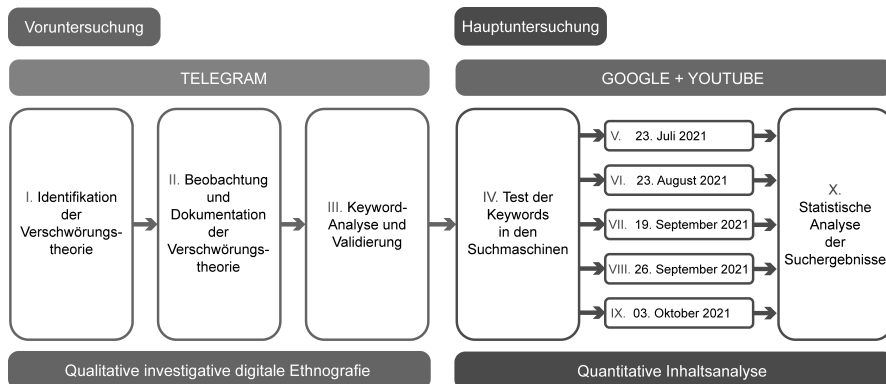 Voruntersuchung
Hauptuntersuchung
TELEGRAM
GOOGLE + YOUTUBE
I. Identifikation
der
Verschwörungs-
theorie
II. Beobachtung
und
Dokumentation
der
Verschwörungs-
theorie
III. Keyword-
Analyse und
Validierung
IV. Test der
Keywords
in den
Suchmaschinen
V. 23. Juli 2021
VI. 23. August 2021
VII. 19. September 2021
VIII. 26. September 2021
IX. 03. Oktober 2021
X.
Statistische
Analyse
der
Suchergebnisse
Qualitative investigative digitale Ethnografie
Quantitative Inhaltsanalyse